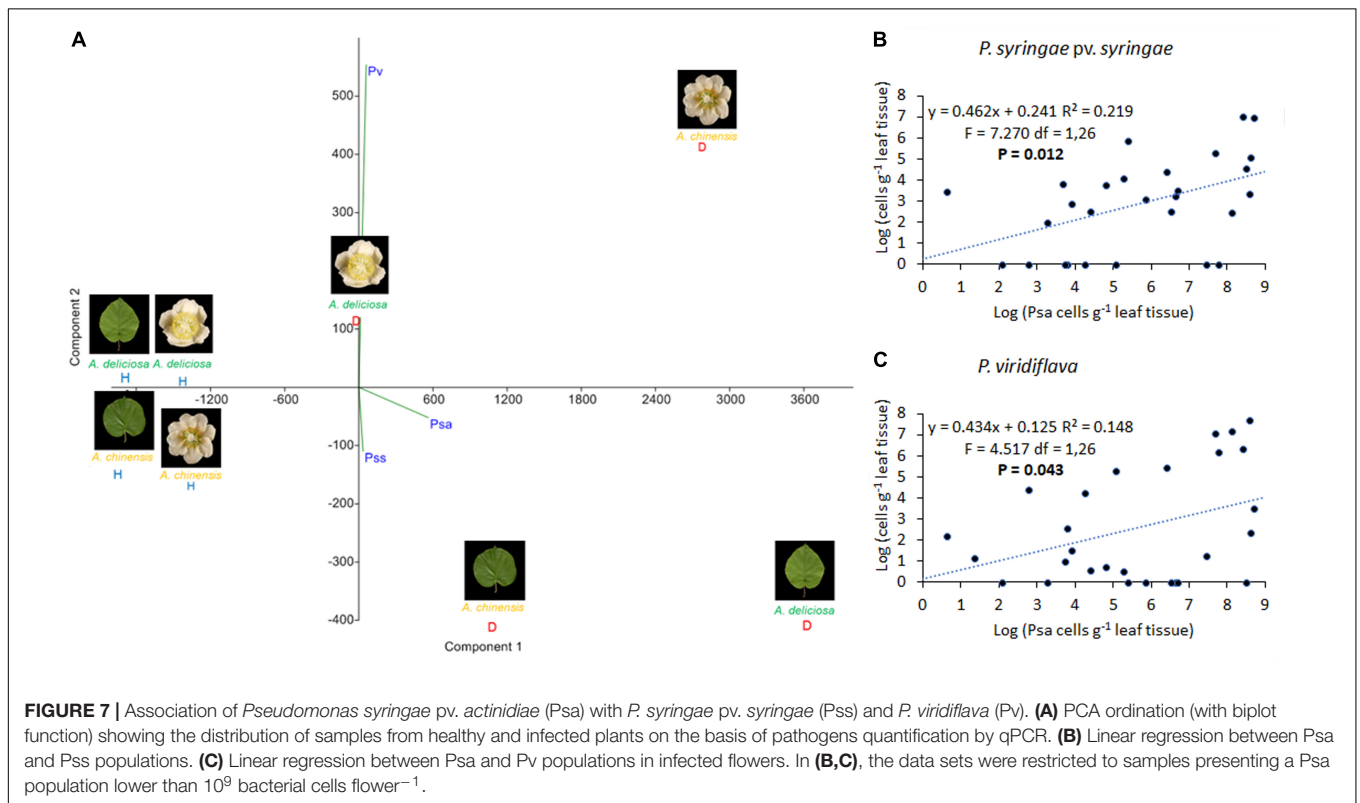 A
Pv
500
400
300
100
-100
-200
-300
-400
Component 2
-1200
-600
600
1200
1800
2400
3000
3600
Component 1
Psa
Pss
A. chinensis
D
A. deliciosa
D
A. deliciosa
H
A. deliciosa
H
A. chinensis
H
A. chinensis
H
A. chinensis
D
A. deliciosa
D
B
P. syringae pv. syringae
y = 0.462x + 0.241 R² = 0.219
F = 7.270 df = 1,26
P = 0.012
Log (cells g⁻¹ leaf tissue)
8
7
6
5
4
3
2
1
0
0 1 2 3 4 5 6 7 8 9
Log (Psa cells g⁻¹ leaf tissue)
C
P. viridiflava
y = 0.434x + 0.125 R² = 0.148
F = 4.517 df = 1,26
P = 0.043
Log (cells g⁻¹ leaf tissue)
8
7
6
5
4
3
2
1
0
0 1 2 3 4 5 6 7 8 9
Log (Psa cells g⁻¹ leaf tissue)
FIGURE 7 | Association of Pseudomonas syringae pv. actinidiae (Psa) with P. syringae pv. syringae (Pss) and P. viridiflava (Pv). (A) PCA ordination (with biplot
function) showing the distribution of samples from healthy and infected plants on the basis of pathogens quantification by qPCR. (B) Linear regression between Psa
and Pss populations. (C) Linear regression between Psa and Pv populations in infected flowers. In (B,C), the data sets were restricted to samples presenting a Psa
population lower than 10⁹ bacterial cells flower⁻¹.